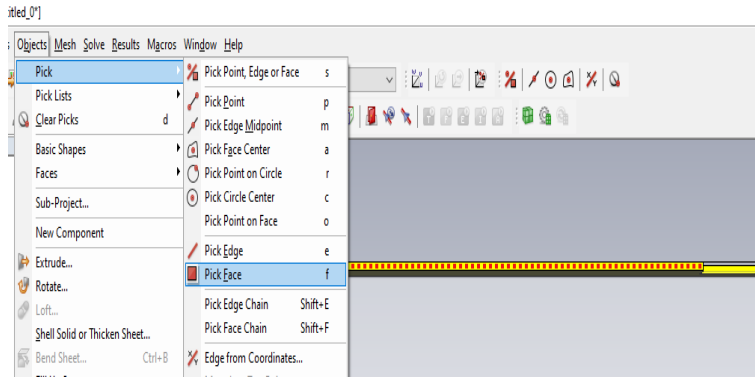 titled_0*]
Objects Mesh Solve Results Macros Window Help
Pick
Pick Lists
Clear Picks d
Basic Shapes
Faces
Sub-Project...
New Component
Extrude...
Rotate...
Loft...
Shell Solid or Thicken Sheet...
Bend Sheet... Ctrl+B
Pick Point, Edge or Face s
Pick Point p
Pick Edge Midpoint m
Pick Face Center a
Pick Point on Circle r
Pick Circle Center c
Pick Point on Face o
Pick Edge e
Pick Face f
Pick Edge Chain Shift+E
Pick Face Chain Shift+F
Edge from Coordinates...